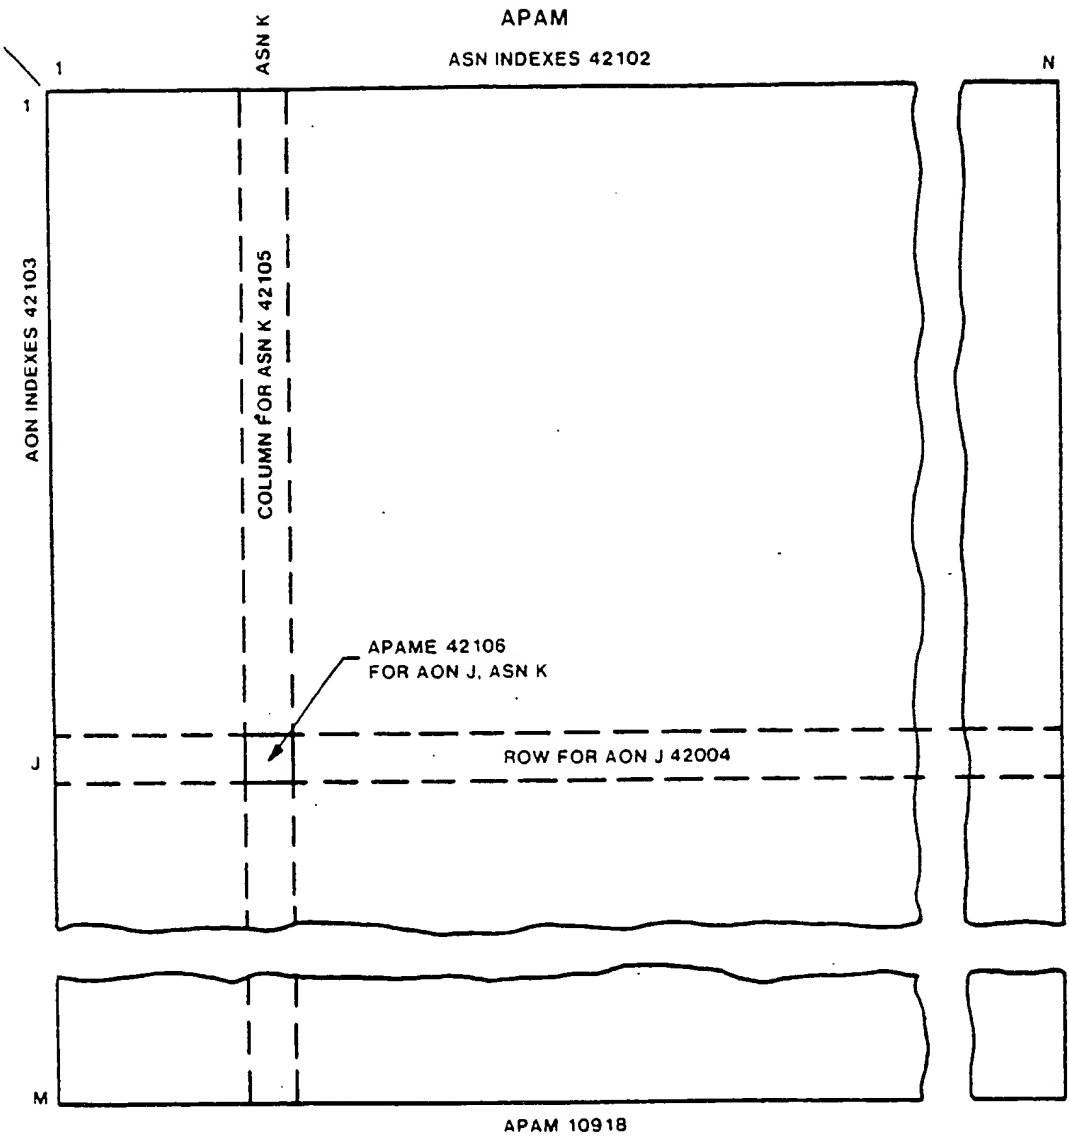 APAM
ASN INDEXES 42102
1
ASN K
N
1
AON INDEXES 42103
COLUMN FOR ASN K 42105
APAME 42106
FOR AON J, ASN K
J
ROW FOR AON J 42004
M
APAM 10918